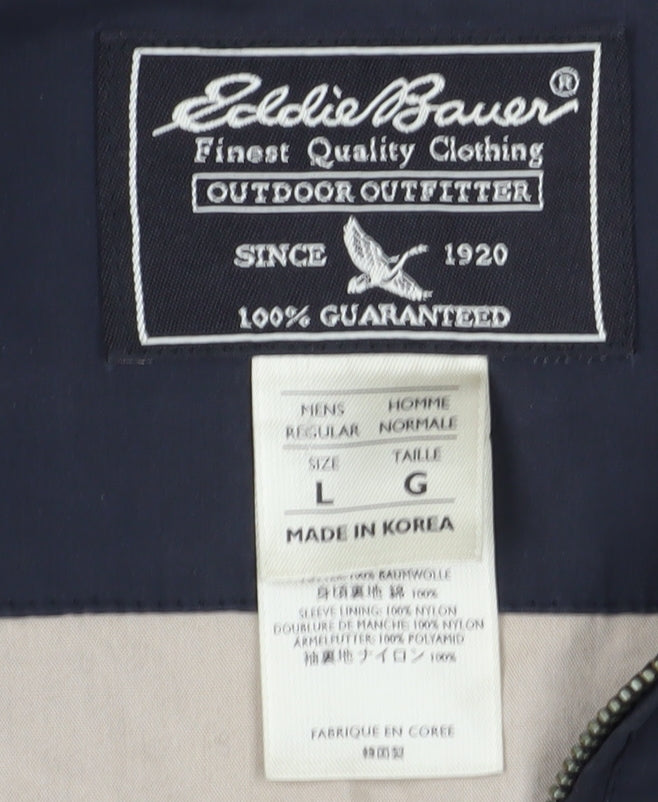 Eddie Bauer ®
Finest Quality Clothing
OUTDOOR OUTFITTER
SINCE 1920
100% GUARANTEED
MENS HOMME
REGULAR NORMALE
SIZE TAILLE
L G
MADE IN KOREA
100% BAUMWOLLE
身頃裏地 綿 100%
SLEEVE LINING: 100% NYLON
DOUBLURE DE MANCHE: 100% NYLON
ÄRMELFUTTER: 100% POLYAMID
袖裏地 ナイロン 100%
FABRIQUE EN CORÉE
韓国製